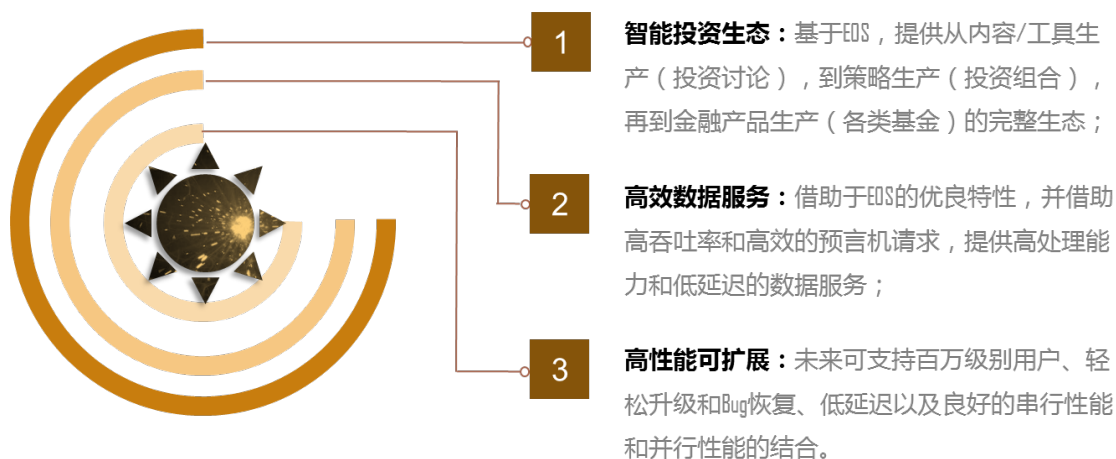 1
智能投资生态：基于EOS，提供从内容/工具生
产（投资讨论），到策略生产（投资组合），
再到金融产品生产（各类基金）的完整生态；
2
高效数据服务：借助于EOS的优良特性，并借助
高吞吐率和高效的预言机请求，提供高处理能
力和低延迟的数据服务；
3
高性能可扩展：未来可支持百万级别用户、轻
松升级和Bug恢复、低延迟以及良好的串行性能
和并行性能的结合。